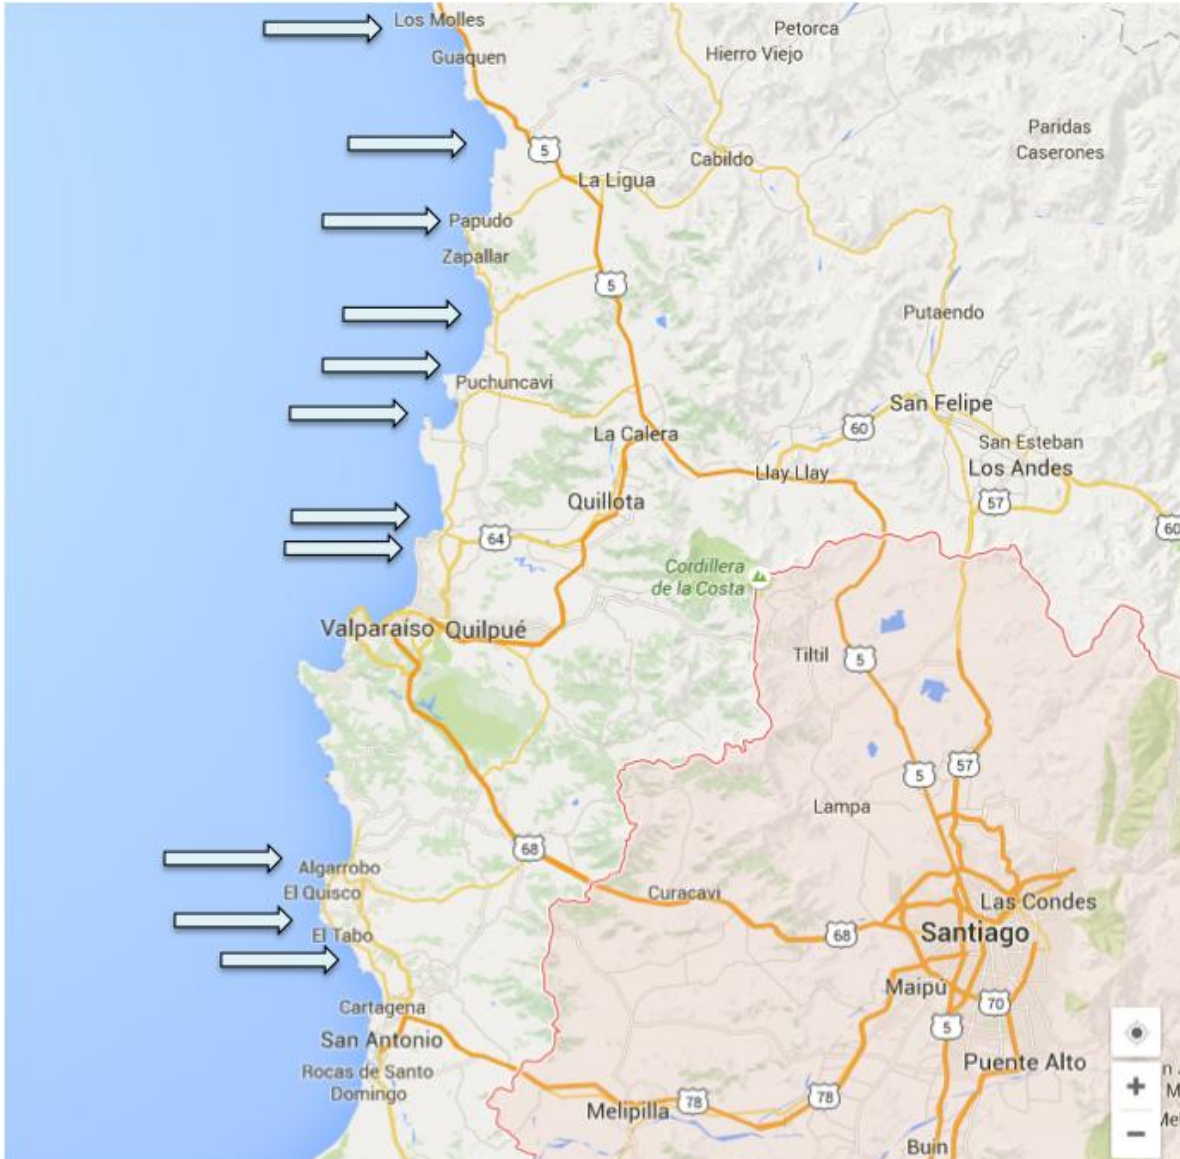 Los Molles
Petorca
Hierro Viejo
Guaquen
Paridas
Caserones
5
Cabildo
La Ligua
Papudo
Zapallar
5
Putaendo
Puchuncavi
San Felipe
60
La Calera
San Esteban
Los Andes
Llay Llay
Quillota
57
60
64
Cordillera
de la Costa
Valparaíso
Quilpué
Tiltil
5
57
5
Lampa
68
Algarrobo
El Quisco
Curacavi
Las Condes
El Tabo
68
Santiago
Maipú
Cartagena
70
5
San Antonio
Puente Alto
Rocas de Santo
Domingo
+
78
78
Melipilla
−
Buin